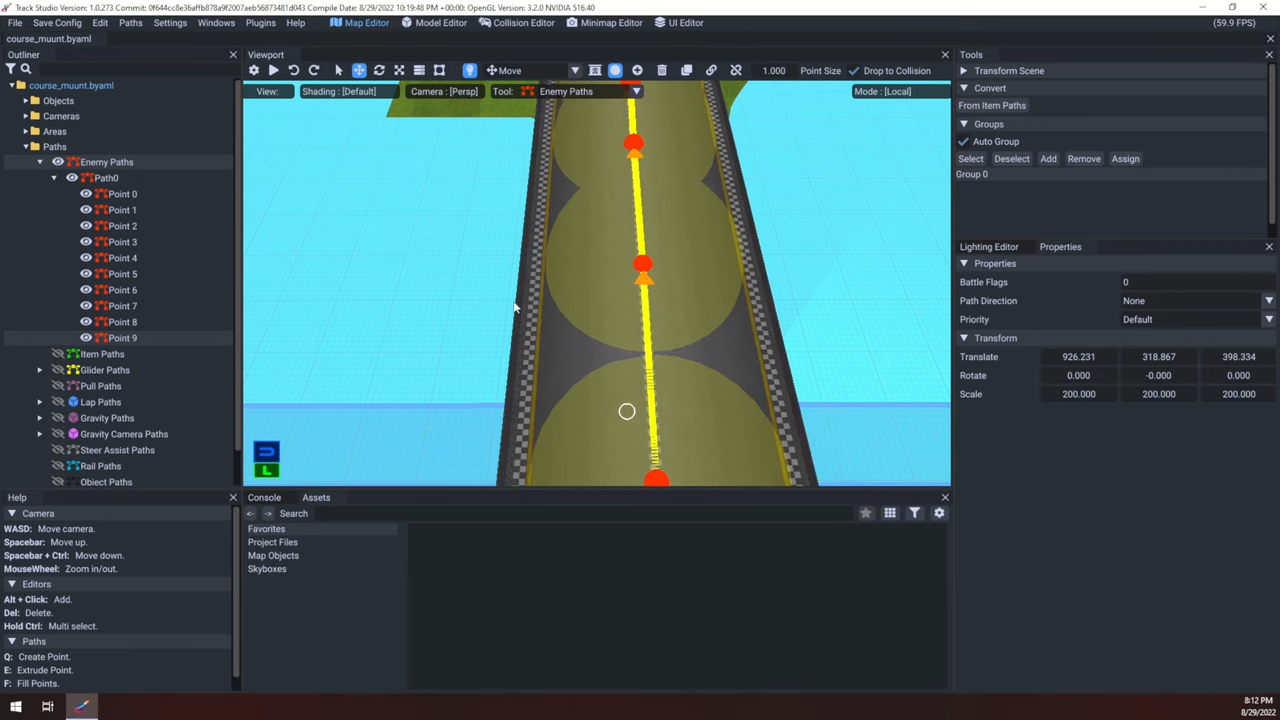 Track Studio Version: 1.0.273 Commit: 0f644cc8e36affb878a9f2007aeb56873481d043 Compile Date: 8/29/2022 10:19:48 PM +00:00: OpenGL Version: 3.2.0 NVIDIA 516.40
File Save Config Edit Paths Settings Windows Plugins Help Map Editor Model Editor Collision Editor Minimap Editor UI Editor (59.9 FPS)
course_muunt.byaml
Outliner
course_muunt.byaml
Objects
Cameras
Areas
Paths
Enemy Paths
Path0
Point 0
Point 1
Point 2
Point 3
Point 4
Point 5
Point 6
Point 7
Point 8
Point 9
Item Paths
Glider Paths
Pull Paths
Lap Paths
Gravity Paths
Gravity Camera Paths
Steer Assist Paths
Rail Paths
Object Paths
Help
Camera
WASD: Move camera.
Spacebar: Move up.
Spacebar + Ctrl: Move down.
MouseWheel: Zoom in/out.
Editors
Alt + Click: Add.
Del: Delete.
Hold Ctrl: Multi select.
Paths
Q: Create Point.
E: Extrude Point.
F: Fill Points.
Viewport
Move 1.000 Point Size Drop to Collision
View: Shading : [Default] Camera : [Persp] Tool: Enemy Paths Mode : [Local]
L
Console Assets
<- -> Search
Favorites
Project Files
Map Objects
Skyboxes
Tools
Transform Scene
Convert
From Item Paths
Groups
Auto Group
Select Deselect Add Remove Assign
Group 0
Lighting Editor Properties
Properties
Battle Flags 0
Path Direction None
Priority Default
Transform
Translate 926.231 318.867 398.334
Rotate 0.000 -0.000 0.000
Scale 200.000 200.000 200.000
8:12 PM
8/29/2022